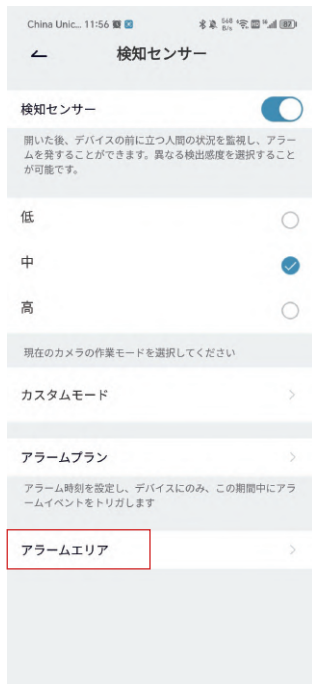 China Unic... 11:56
560 B/s
82
検知センサー
検知センサー
開いた後、デバイスの前に立つ人間の状況を監視し、アラー
ムを発することができます。異なる検出感度を選択すること
が可能です。
低
中
高
現在のカメラの作業モードを選択してください
カスタムモード
アラームプラン
アラーム時刻を設定し、デバイスにのみ、この期間中にアラ
ームイベントをトリガします
アラームエリア